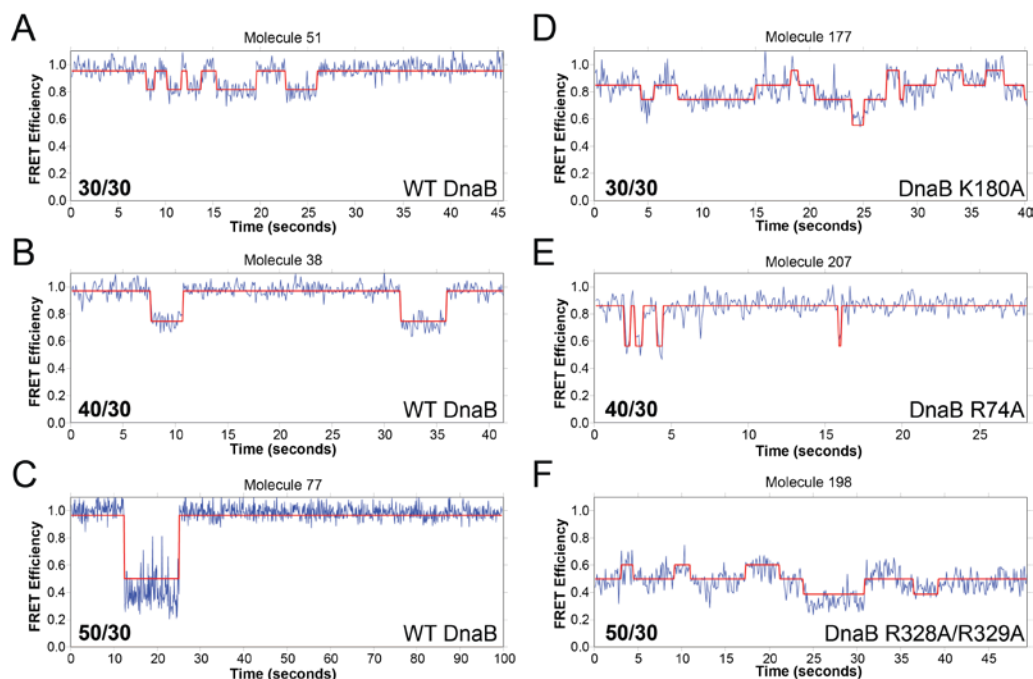 A
Molecule 51
FRET Efficiency
1.0
0.8
0.6
0.4
0.2
0.0
30/30
WT DnaB
0 5 10 15 20 25 30 35 40 45
Time (seconds)
B
Molecule 38
FRET Efficiency
1.0
0.8
0.6
0.4
0.2
0.0
40/30
WT DnaB
0 5 10 15 20 25 30 35 40
Time (seconds)
C
Molecule 77
FRET Efficiency
1.0
0.8
0.6
0.4
0.2
0.0
50/30
WT DnaB
0 10 20 30 40 50 60 70 80 90 100
Time (seconds)
D
Molecule 177
FRET Efficiency
1.0
0.8
0.6
0.4
0.2
0.0
30/30
DnaB K180A
0 5 10 15 20 25 30 35 40
Time (seconds)
E
Molecule 207
FRET Efficiency
1.0
0.8
0.6
0.4
0.2
0.0
40/30
DnaB R74A
0 5 10 15 20 25
Time (seconds)
F
Molecule 198
FRET Efficiency
1.0
0.8
0.6
0.4
0.2
0.0
50/30
DnaB R328A/R329A
0 5 10 15 20 25 30 35 40 45
Time (seconds)